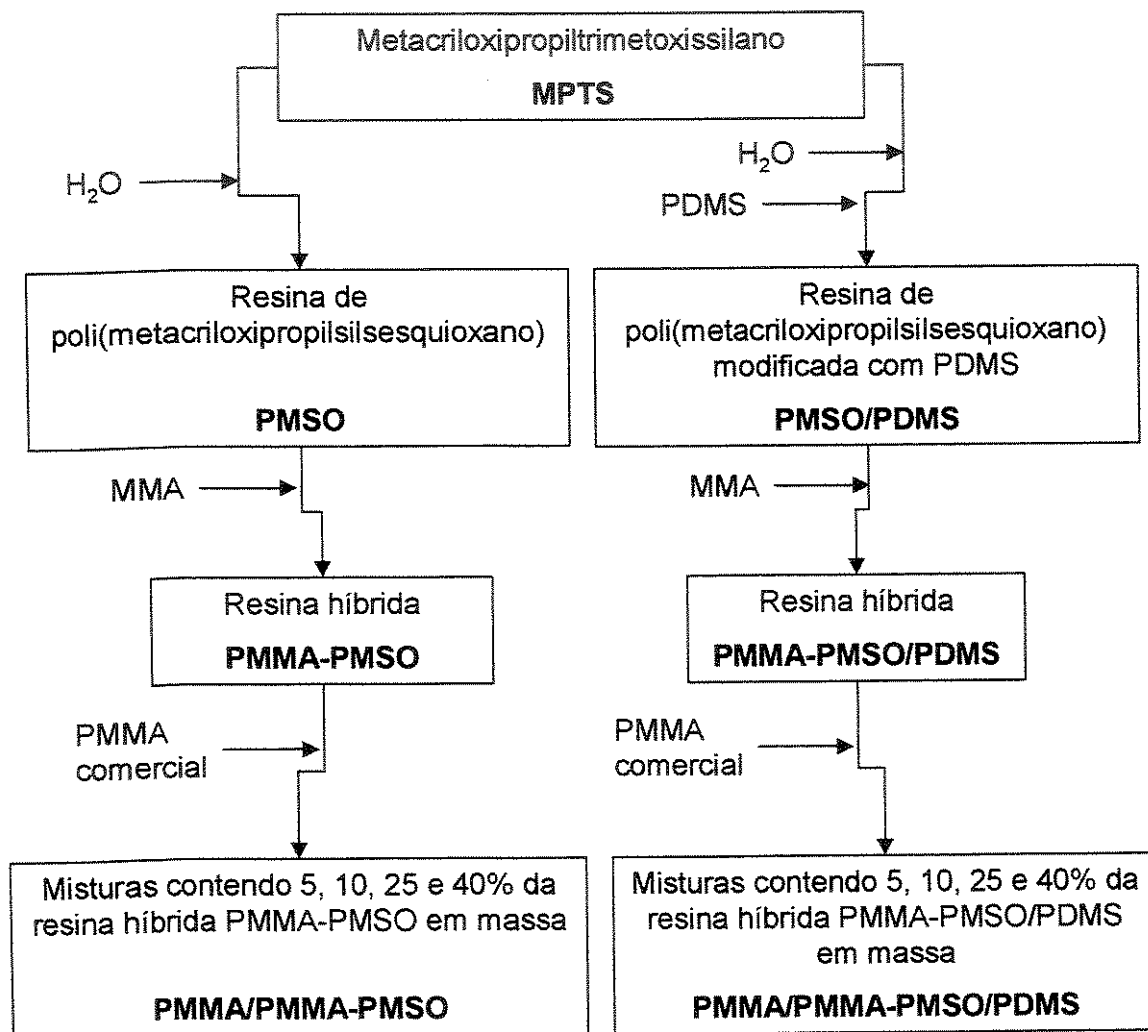 Metacriloxipropiltrimetoxissilano
MPTS
H₂O
H₂O
PDMS
Resina de
poli(metacriloxipropilsilsesquioxano)
PMSO
Resina de
poli(metacriloxipropilsilsesquioxano)
modificada com PDMS
PMSO/PDMS
MMA
MMA
Resina híbrida
PMMA-PMSO
Resina híbrida
PMMA-PMSO/PDMS
PMMA
comercial
PMMA
comercial
Misturas contendo 5, 10, 25 e 40% da
resina híbrida PMMA-PMSO em massa
PMMA/PMMA-PMSO
Misturas contendo 5, 10, 25 e 40% da
resina híbrida PMMA-PMSO/PDMS
em massa
PMMA/PMMA-PMSO/PDMS